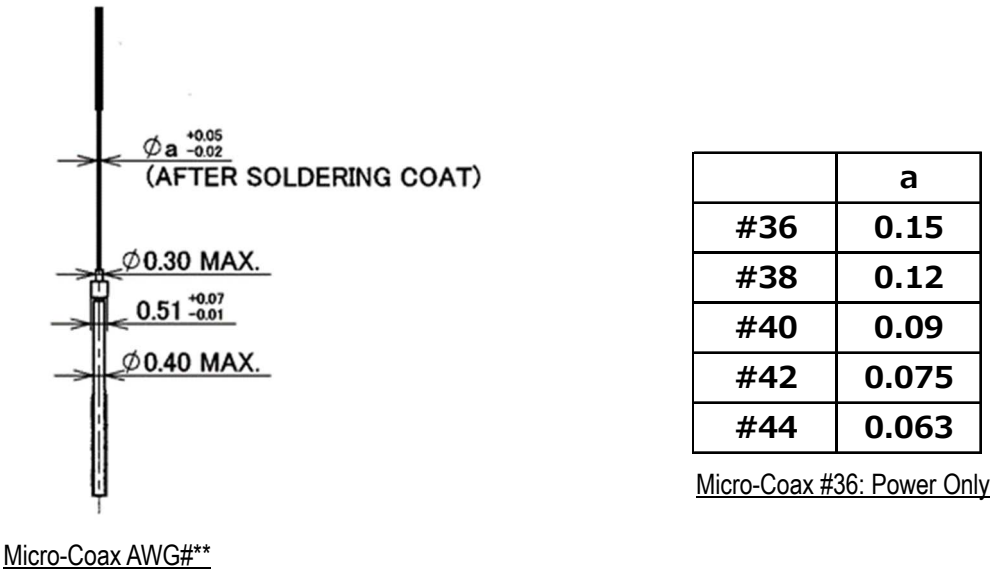 Øa +0.05 -0.02
(AFTER SOLDERING COAT)
Ø0.30 MAX.
0.51 +0.07 -0.01
Ø0.40 MAX.
Micro-Coax AWG#**
a
#36 0.15
#38 0.12
#40 0.09
#42 0.075
#44 0.063
Micro-Coax #36: Power Only